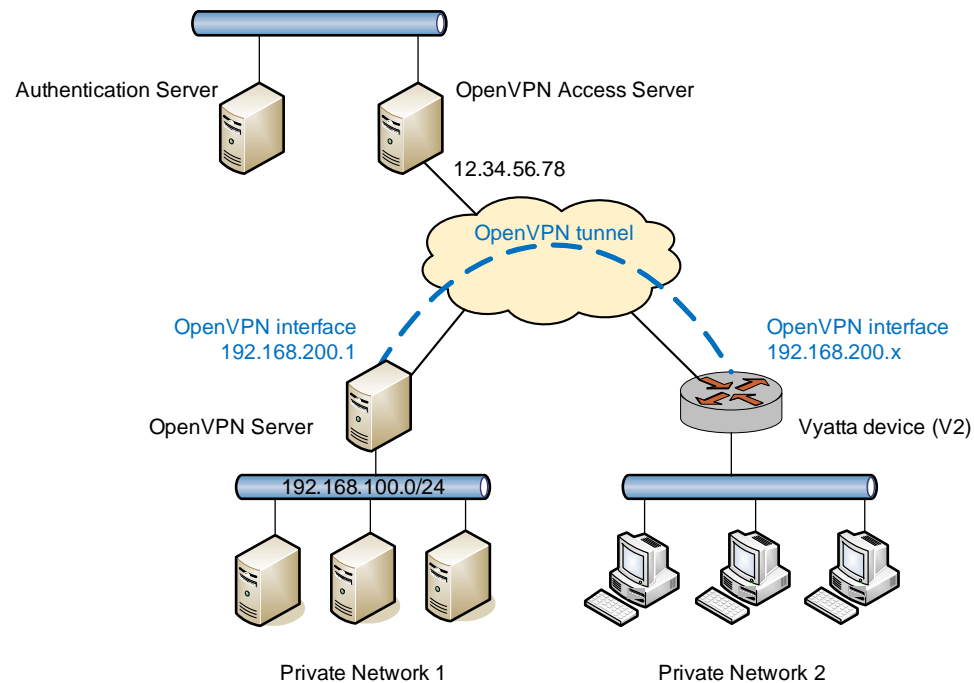 Authentication Server
OpenVPN Access Server
12.34.56.78
OpenVPN tunnel
OpenVPN interface
192.168.200.1
OpenVPN interface
192.168.200.x
OpenVPN Server
Vyatta device (V2)
192.168.100.0/24
Private Network 1
Private Network 2